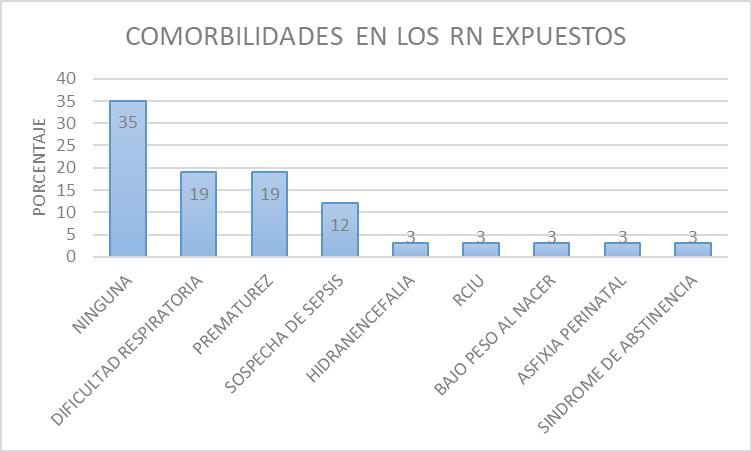 COMORBILIDADES EN LOS RN EXPUESTOS
PORCENTAJE
40
35
30
25
20
15
10
5
0
35
19
19
12
3
3
3
3
3
NINGUNA
DIFICULTAD RESPIRATORIA
PREMATUREZ
SOSPECHA DE SEPSIS
HIDRANENCEFALIA
RCIU
BAJO PESO AL NACER
ASFIXIA PERINATAL
SINDROME DE ABSTINENCIA